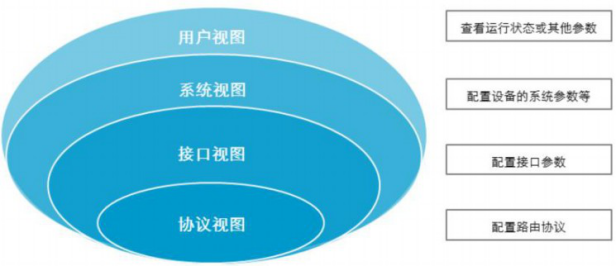 用户视图
查看运行状态或其他参数
系统视图
配置设备的系统参数等
接口视图
配置接口参数
协议视图
配置路由协议